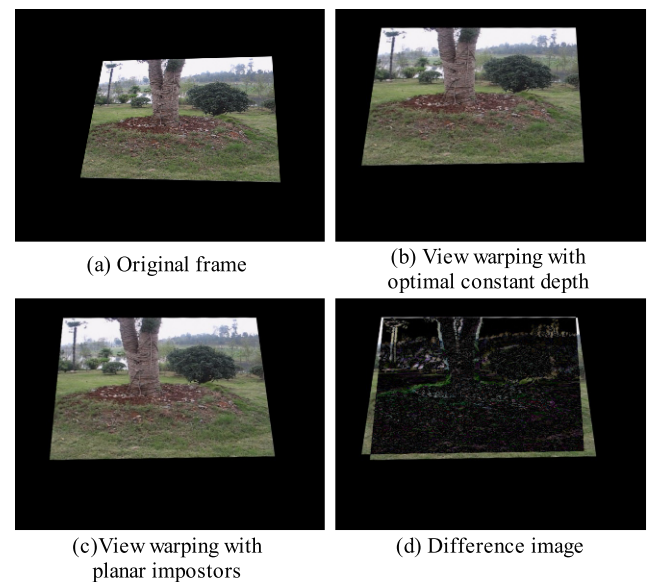 (a) Original frame
(b) View warping with
optimal constant depth
(c)View warping with
planar impostors
(d) Difference image